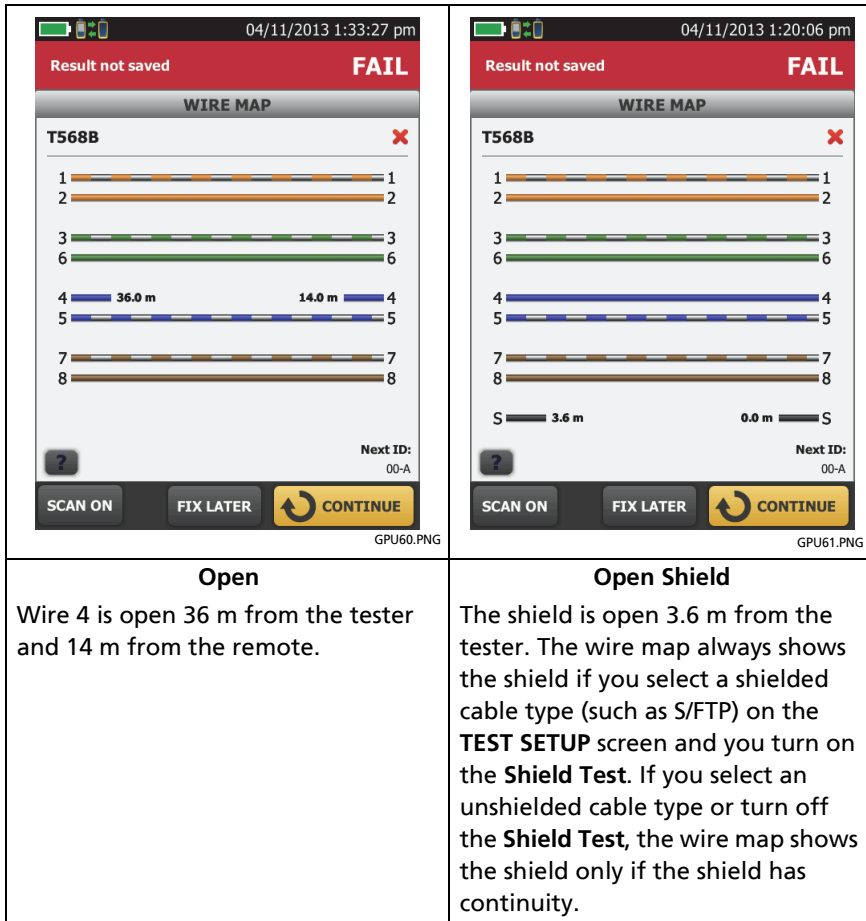 04/11/2013 1:33:27 pm
Result not saved FAIL
WIRE MAP
T568B
1 1
2 2
3 3
6 6
4 36.0 m 14.0 m 4
5 5
7 7
8 8
Next ID:
? 00-A
SCAN ON FIX LATER CONTINUE
GPU60.PNG
Open
Wire 4 is open 36 m from the tester
and 14 m from the remote.
04/11/2013 1:20:06 pm
Result not saved FAIL
WIRE MAP
T568B
1 1
2 2
3 3
6 6
4 4
5 5
7 7
8 8
S 3.6 m 0.0 m S
Next ID:
? 00-A
SCAN ON FIX LATER CONTINUE
GPU61.PNG
Open Shield
The shield is open 3.6 m from the
tester. The wire map always shows
the shield if you select a shielded
cable type (such as S/FTP) on the
TEST SETUP screen and you turn on
the Shield Test. If you select an
unshielded cable type or turn off
the Shield Test, the wire map shows
the shield only if the shield has
continuity.